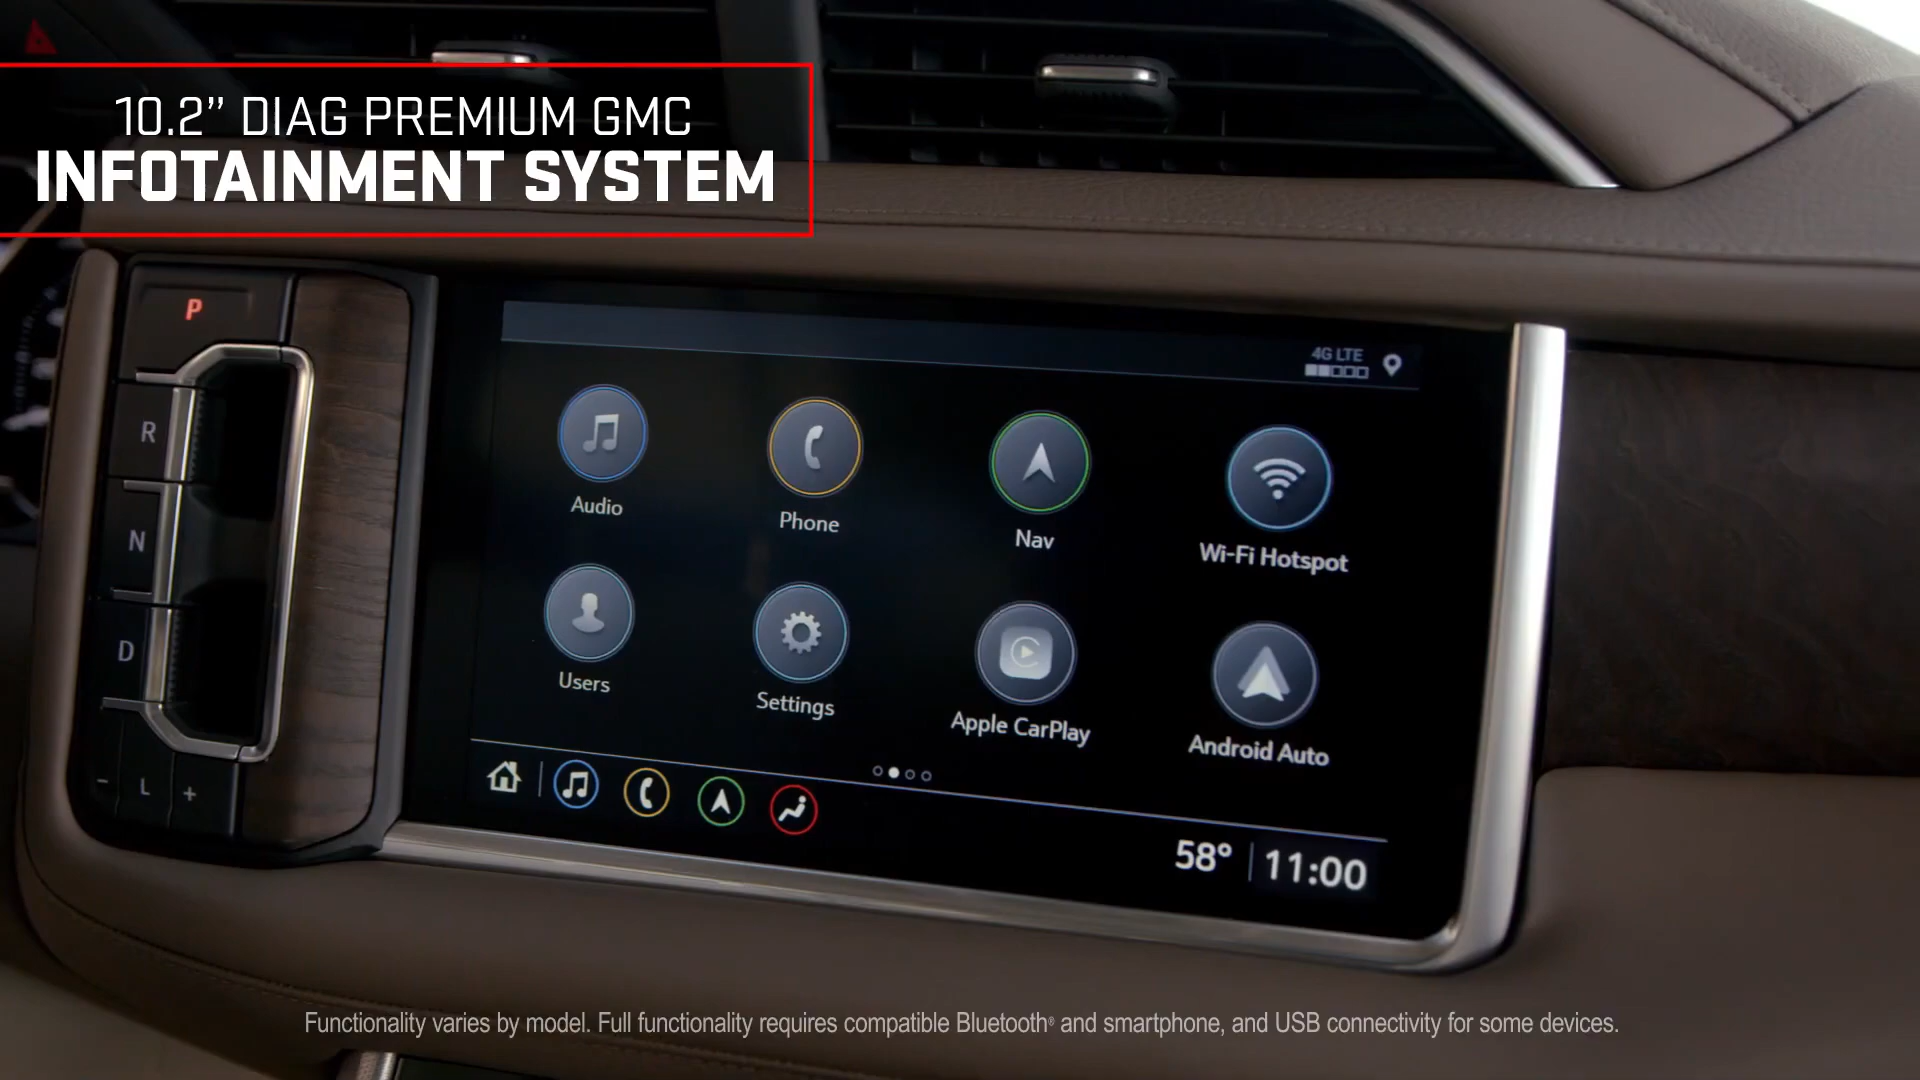 10.2” DIAG PREMIUM GMC
INFOTAINMENT SYSTEM
P
R
N
D
- L +
4G LTE
Audio
Phone
Nav
Wi-Fi Hotspot
Users
Settings
Apple CarPlay
Android Auto
58° 11:00
Functionality varies by model. Full functionality requires compatible Bluetooth® and smartphone, and USB connectivity for some devices.